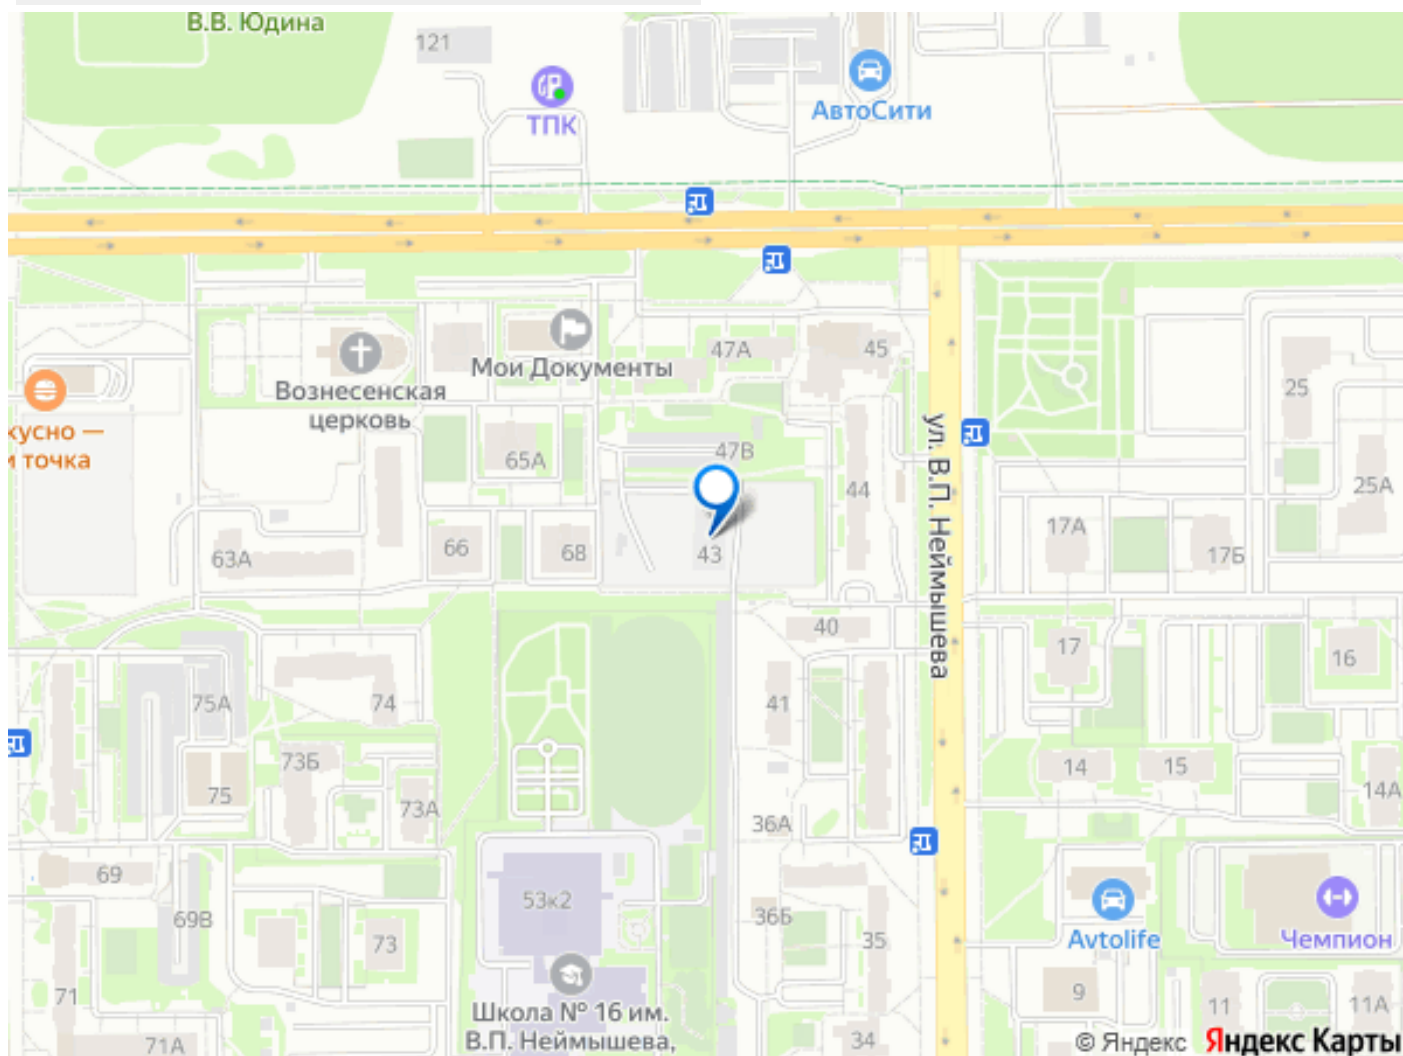 В.В. Юдина
121
ТПК
АвтоСити
47А
45
Мои Документы
Вознесенская
церковь
25
кусно —
и точка
65А
47В
44
25А
ул. В.П. Неймышева
17А
17Б
63А
66
68
43
40
17
16
75А
74
41
73Б
14
15
75
73А
36А
14А
69
53к2
69В
73
36Б
35
Avtolife
Чемпион
71
Школа № 16 им.
В.П. Неймышева,
9
11
11А
71А
34
© Яндекс Яндекс Карты